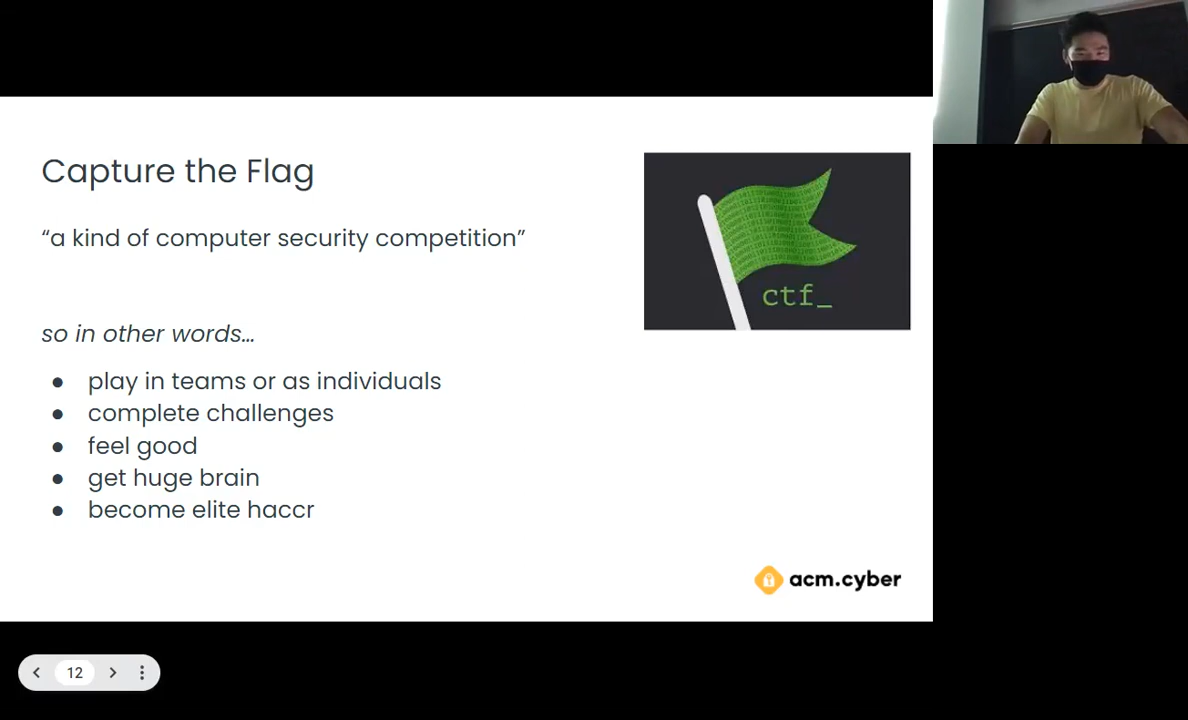 Capture the Flag
“a kind of computer security competition”
ctf_
so in other words...
● play in teams or as individuals
● complete challenges
● feel good
● get huge brain
● become elite haccr
acm.cyber
12